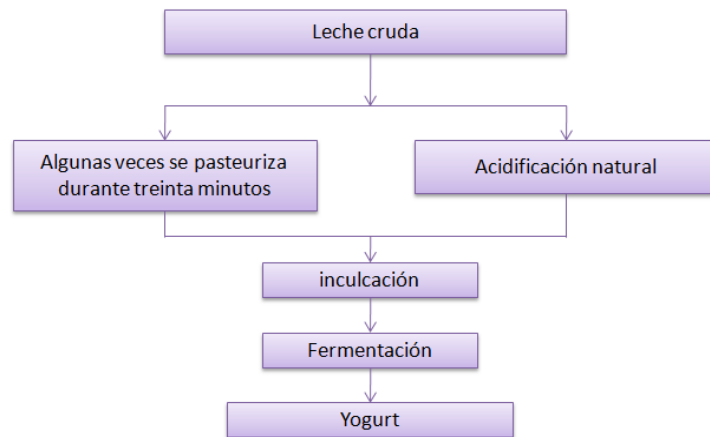 Leche cruda
Algunas veces se pasteuriza
durante treinta minutos
Acidificación natural
inculcación
Fermentación
Yogurt